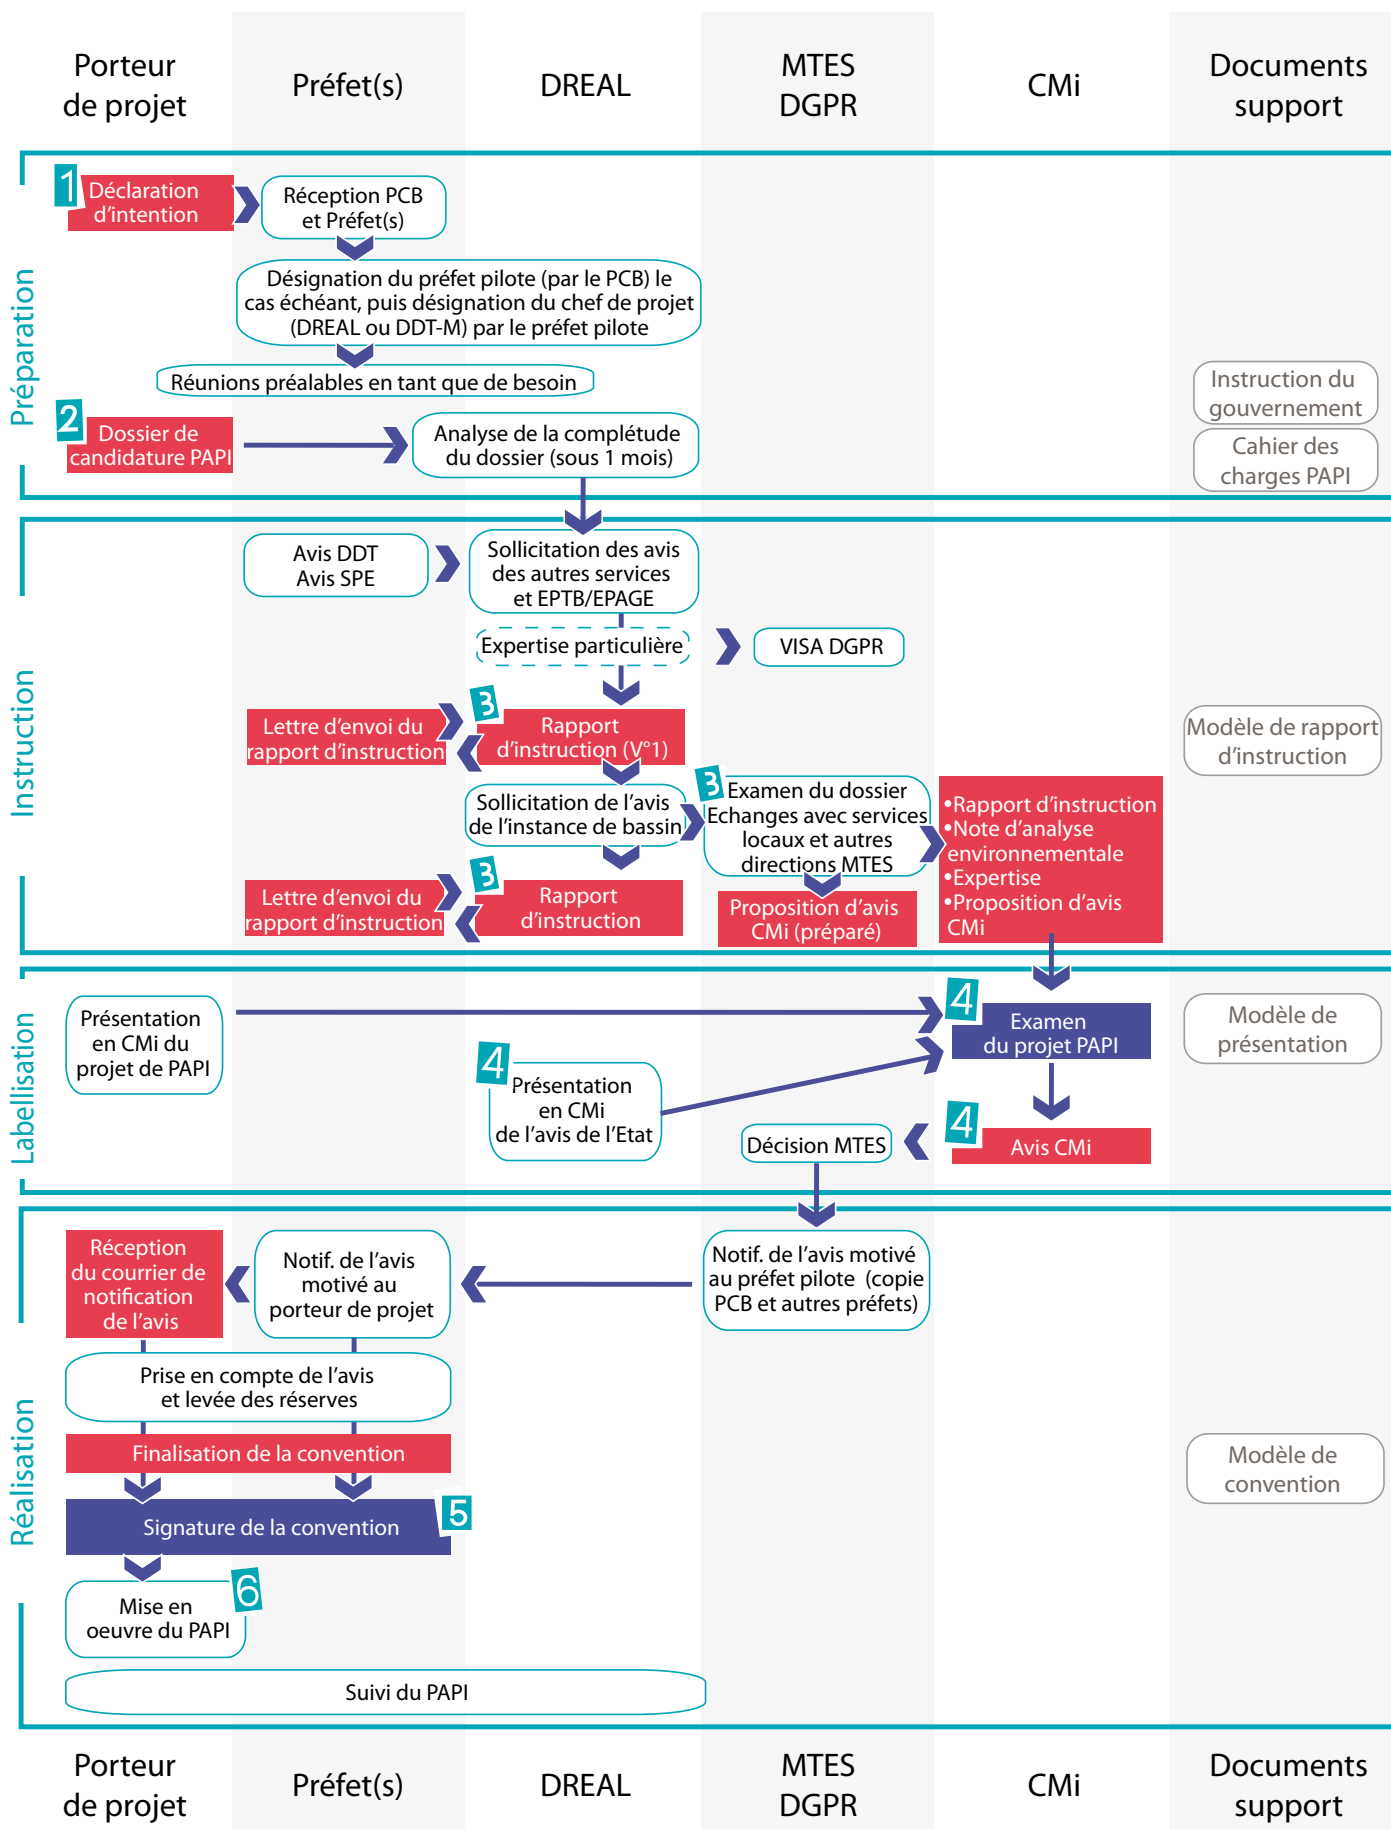 Porteur
de projet
Préfet(s)
DREAL
MTES
DGPR
CMi
Documents
support
Préparation
1
Déclaration
d'intention
Réception PCB
et Préfet(s)
Désignation du préfet pilote (par le PCB) le
cas échéant, puis désignation du chef de projet
(DREAL ou DDT-M) par le préfet pilote
Réunions préalables en tant que de besoin
Instruction du
gouvernement
2
Dossier de
candidature PAPI
Analyse de la complétude
du dossier (sous 1 mois)
Cahier des
charges PAPI
Instruction
Avis DDT
Avis SPE
Sollicitation des avis
des autres services
et EPTB/EPAGE
Expertise particulière
VISA DGPR
Lettre d'envoi du
rapport d'instruction
3
Rapport
d'instruction (V°1)
Modèle de rapport
d'instruction
Sollicitation de l'avis
de l'instance de bassin
3
Examen du dossier
Echanges avec services
locaux et autres
directions MTES
•Rapport d'instruction
•Note d'analyse
environnementale
•Expertise
•Proposition d'avis
CMi
Lettre d'envoi du
rapport d'instruction
3
Rapport
d'instruction
Proposition d'avis
CMi (préparé)
Labellisation
Présentation
en CMi du
projet de PAPI
4
Examen
du projet PAPI
Modèle de
présentation
4
Présentation
en CMi
de l'avis de l'Etat
Décision MTES
4
Avis CMi
Réalisation
Réception
du courrier de
notification
de l'avis
Notif. de l'avis
motivé au
porteur de projet
Notif. de l'avis motivé
au préfet pilote (copie
PCB et autres préfets)
Prise en compte de l'avis
et levée des réserves
Finalisation de la convention
Modèle de
convention
Signature de la convention
5
6
Mise en
oeuvre du PAPI
Suivi du PAPI
Porteur
de projet
Préfet(s)
DREAL
MTES
DGPR
CMi
Documents
support